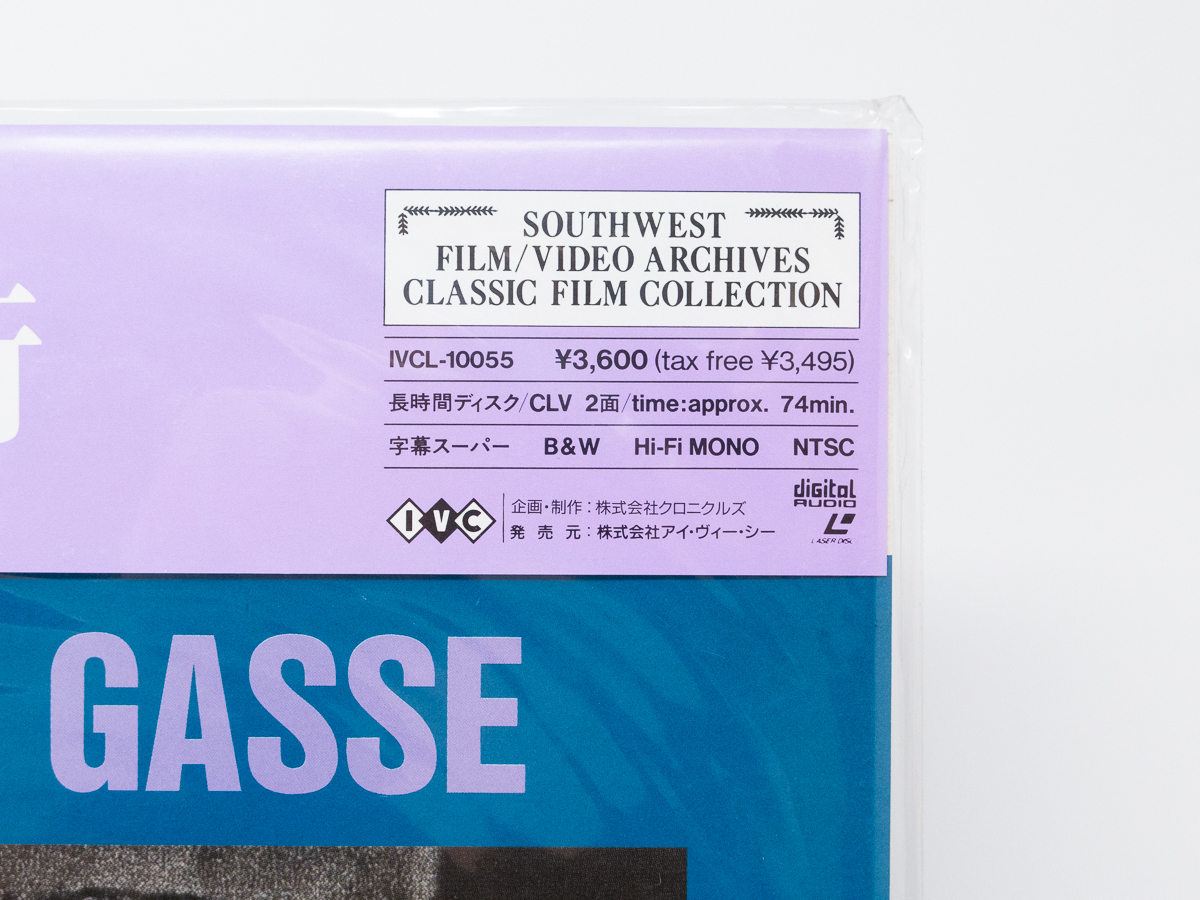 SOUTHWEST
FILM/VIDEO ARCHIVES
CLASSIC FILM COLLECTION
IVCL-10055 ¥3,600 (tax free ¥3,495)
長時間ディスク/CLV 2面/time:approx. 74min.
字幕スーパー B&W Hi-Fi MONO NTSC
IVC
企画・制作：株式会社クロニクルズ
発売元：株式会社アイ・ヴィー・シー
digital
AUDIO
LASER DISC
GASSE